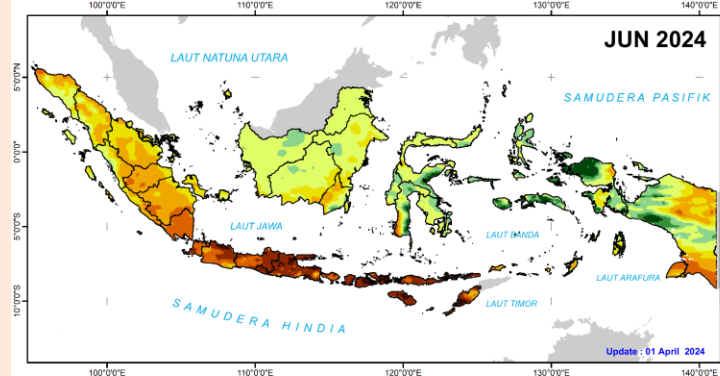 100°0'0"E 110°0'0"E 120°0'0"E 130°0'0"E 140°0'0"E
JUN 2024
LAUT NATUNA UTARA
5°0'0"N
SAMUDERA PASIFIK
0°0'0"
LAUT JAWA
LAUT BANDA
5°0'0"S
LAUT ARAFURA
10°0'0"S
SAMUDERA HINDIA
LAUT TIMOR
Update : 01 April 2024
100°0'0"E 110°0'0"E 120°0'0"E 130°0'0"E 140°0'0"E